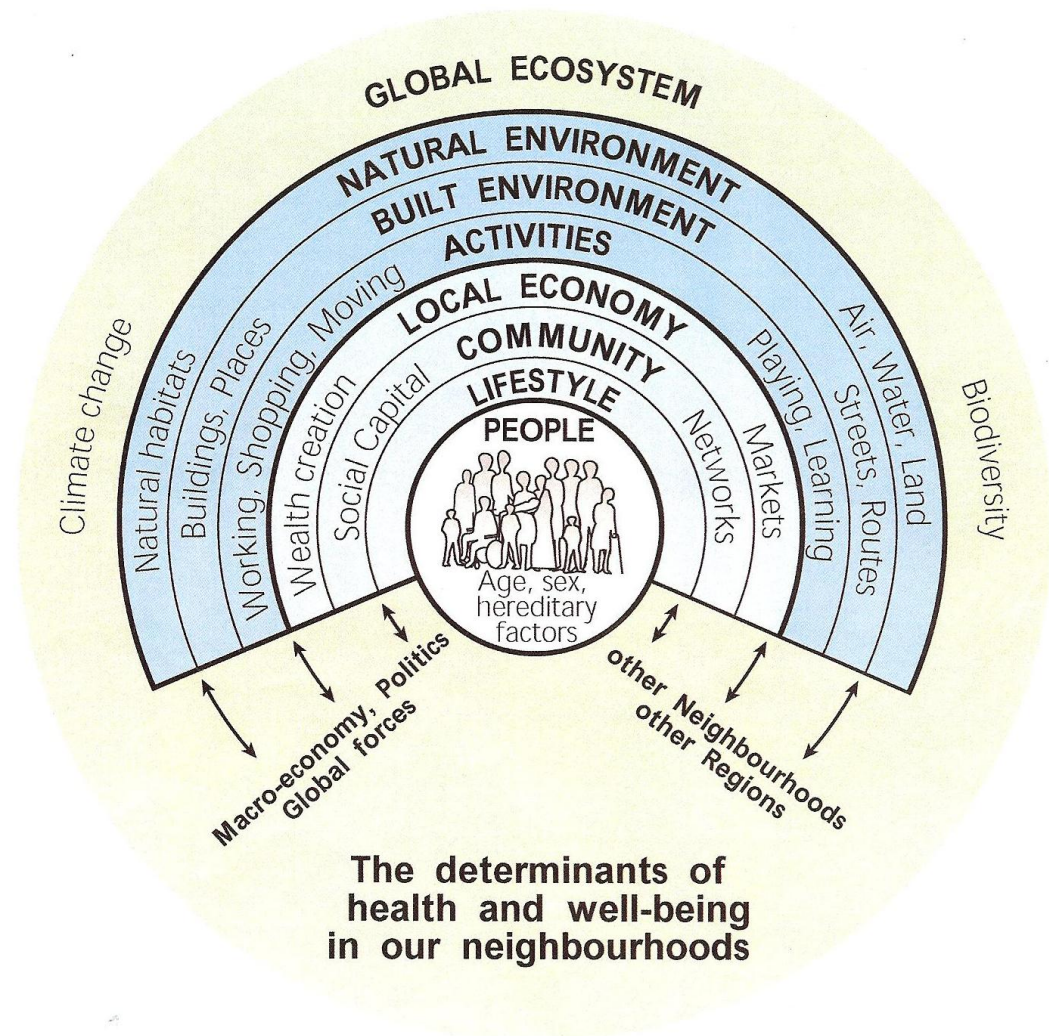 GLOBAL ECOSYSTEM
NATURAL ENVIRONMENT
BUILT ENVIRONMENT
ACTIVITIES
LOCAL ECONOMY
COMMUNITY
LIFESTYLE
PEOPLE
Age, sex,
hereditary
factors
Climate change
Natural habitats
Buildings, Places
Working, Shopping, Moving
Wealth creation
Social Capital
Networks
Markets
Playing, Learning
Streets, Routes
Air, Water, Land
Biodiversity
Macro-economy, Politics
Global forces
other Neighbourhoods
other Regions
The determinants of
health and well-being
in our neighbourhoods